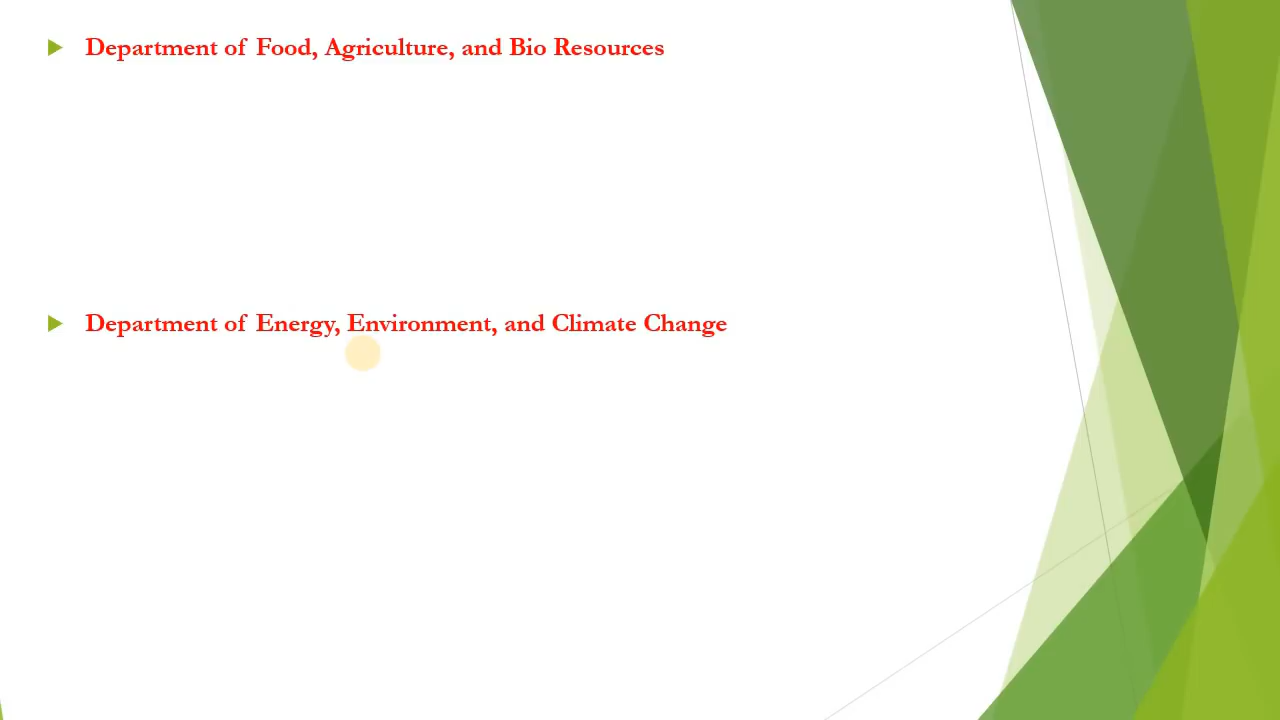 Department of Food, Agriculture, and Bio Resources
Department of Energy, Environment, and Climate Change